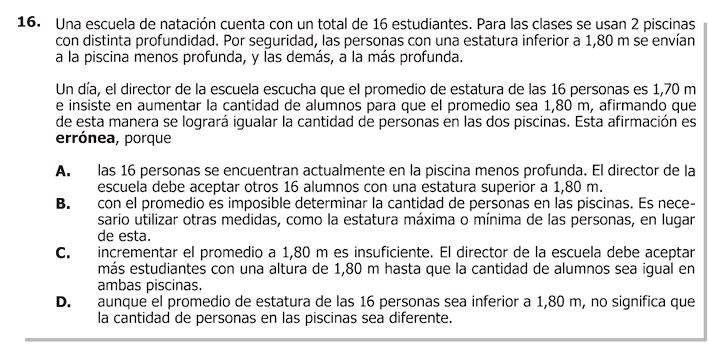 16. Una escuela de natación cuenta con un total de 16 estudiantes. Para las clases se usan 2 piscinas
con distinta profundidad. Por seguridad, las personas con una estatura inferior a 1,80 m se envían
a la piscina menos profunda, y las demás, a la más profunda.
Un día, el director de la escuela escucha que el promedio de estatura de las 16 personas es 1,70 m
e insiste en aumentar la cantidad de alumnos para que el promedio sea 1,80 m, afirmando que
de esta manera se logrará igualar la cantidad de personas en las dos piscinas. Esta afirmación es
errónea, porque
A. las 16 personas se encuentran actualmente en la piscina menos profunda. El director de la
escuela debe aceptar otros 16 alumnos con una estatura superior a 1,80 m.
B. con el promedio es imposible determinar la cantidad de personas en las piscinas. Es nece-
sario utilizar otras medidas, como la estatura máxima o mínima de las personas, en lugar
de esta.
C. incrementar el promedio a 1,80 m es insuficiente. El director de la escuela debe aceptar
más estudiantes con una altura de 1,80 m hasta que la cantidad de alumnos sea igual en
ambas piscinas.
D. aunque el promedio de estatura de las 16 personas sea inferior a 1,80 m, no significa que
la cantidad de personas en las piscinas sea diferente.